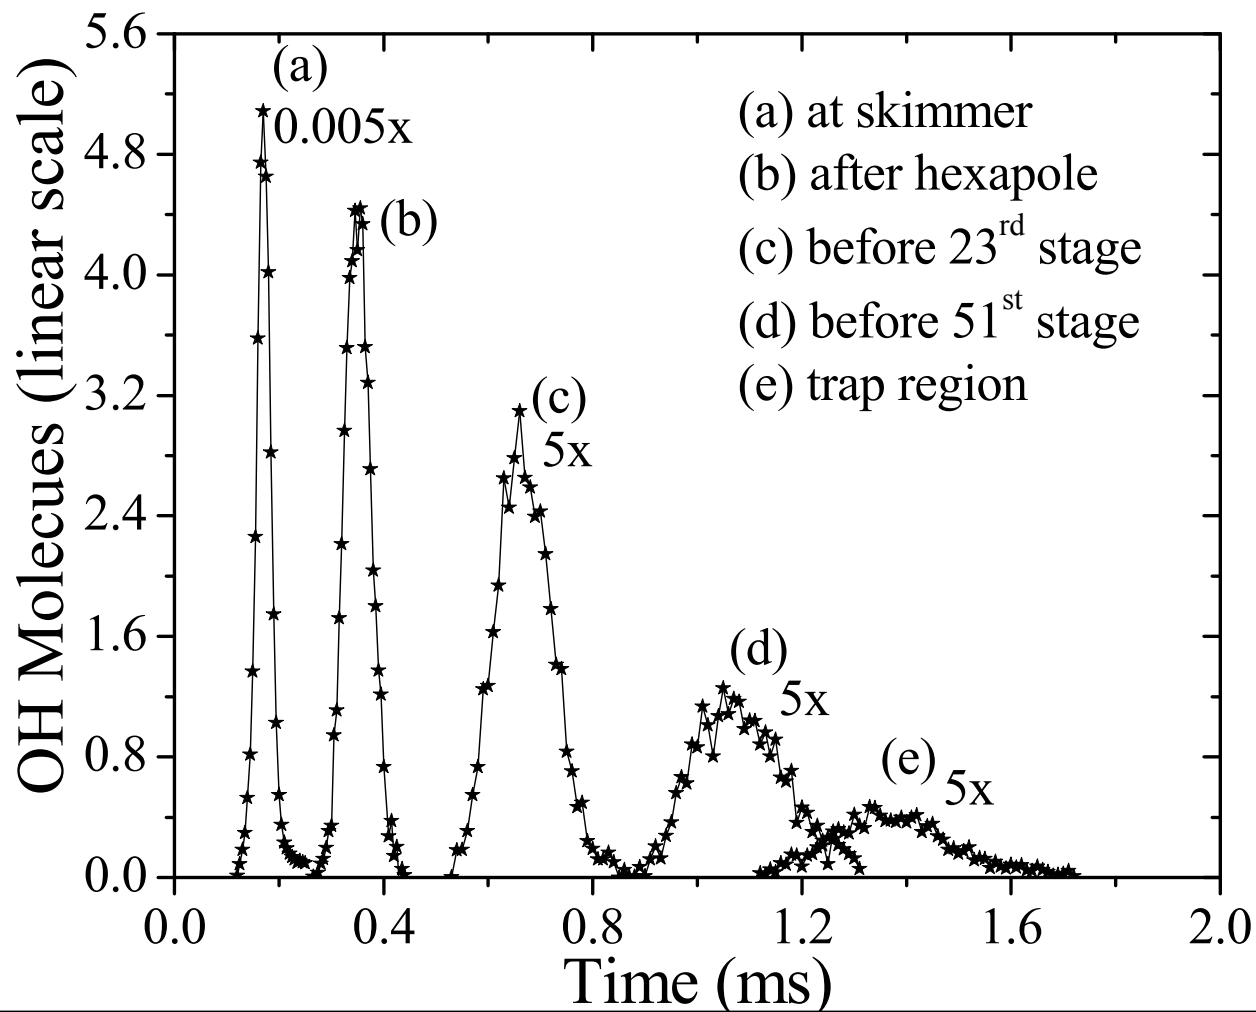 5.6
4.8
4.0
3.2
2.4
1.6
0.8
0.0
OH Molecues (linear scale)
(a)
0.005x
(b)
(c)
5x
(d)
5x
(e)
5x
(a) at skimmer
(b) after hexapole
(c) before 23rd stage
(d) before 51st stage
(e) trap region
0.0 0.4 0.8 1.2 1.6 2.0
Time (ms)